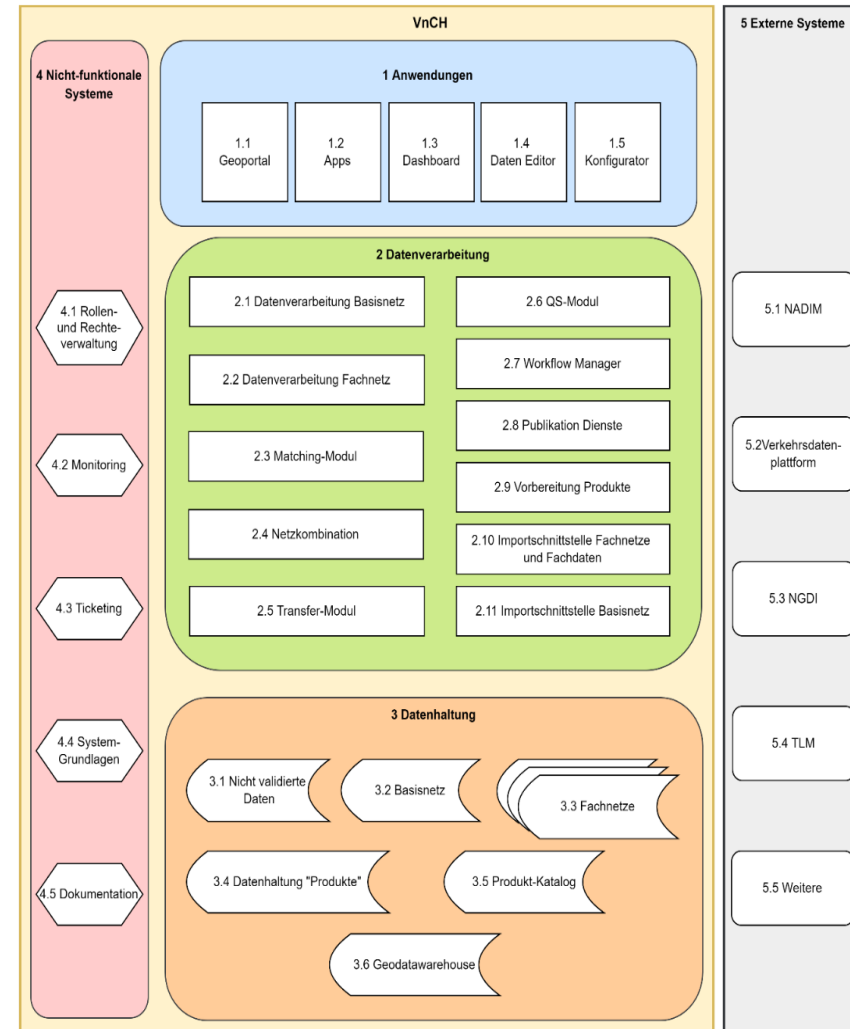 VnCH
4 Nicht-funktionale
Systeme
4.1 Rollen-
und Rechte-
verwaltung
4.2 Monitoring
4.3 Ticketing
4.4 System-
Grundlagen
4.5 Dokumentation
1 Anwendungen
1.1
Geoportal
1.2
Apps
1.3
Dashboard
1.4
Daten Editor
1.5
Konfigurator
2 Datenverarbeitung
2.1 Datenverarbeitung Basisnetz
2.2 Datenverarbeitung Fachnetz
2.3 Matching-Modul
2.4 Netzkombination
2.5 Transfer-Modul
2.6 QS-Modul
2.7 Workflow Manager
2.8 Publikation Dienste
2.9 Vorbereitung Produkte
2.10 Importschnittstelle Fachnetze
und Fachdaten
2.11 Importschnittstelle Basisnetz
3 Datenhaltung
3.1 Nicht validierte
Daten
3.2 Basisnetz
3.3 Fachnetze
3.4 Datenhaltung "Produkte"
3.5 Produkt-Katalog
3.6 Geodatawarehouse
5 Externe Systeme
5.1 NADIM
5.2Verkehrsdaten-
plattform
5.3 NGDI
5.4 TLM
5.5 Weitere